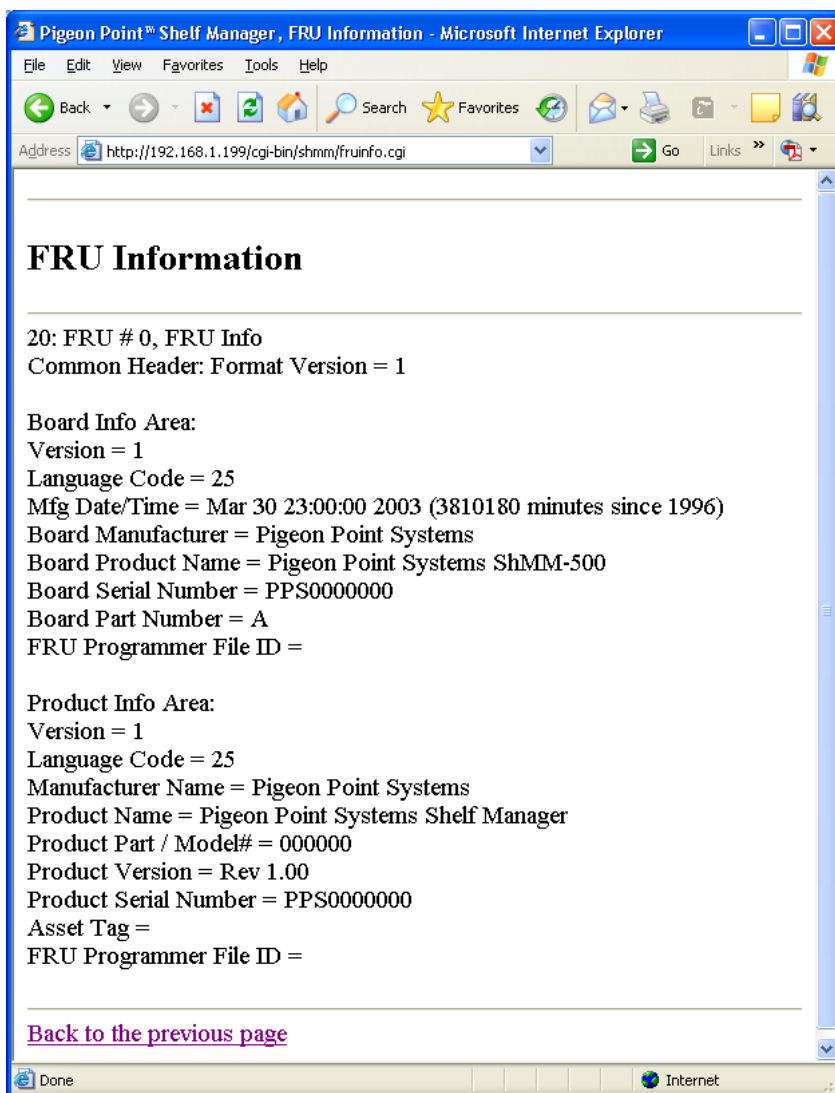 Pigeon Point™ Shelf Manager, FRU Information - Microsoft Internet Explorer
File Edit View Favorites Tools Help
Back Search Favorites
Address http://192.168.1.199/cgi-bin/shmm/fruinfo.cgi Go Links »
FRU Information
20: FRU # 0, FRU Info
Common Header: Format Version = 1
Board Info Area:
Version = 1
Language Code = 25
Mfg Date/Time = Mar 30 23:00:00 2003 (3810180 minutes since 1996)
Board Manufacturer = Pigeon Point Systems
Board Product Name = Pigeon Point Systems ShMM-500
Board Serial Number = PPS0000000
Board Part Number = A
FRU Programmer File ID =
Product Info Area:
Version = 1
Language Code = 25
Manufacturer Name = Pigeon Point Systems
Product Name = Pigeon Point Systems Shelf Manager
Product Part / Model# = 000000
Product Version = Rev 1.00
Product Serial Number = PPS0000000
Asset Tag =
FRU Programmer File ID =
Back to the previous page
Done Internet